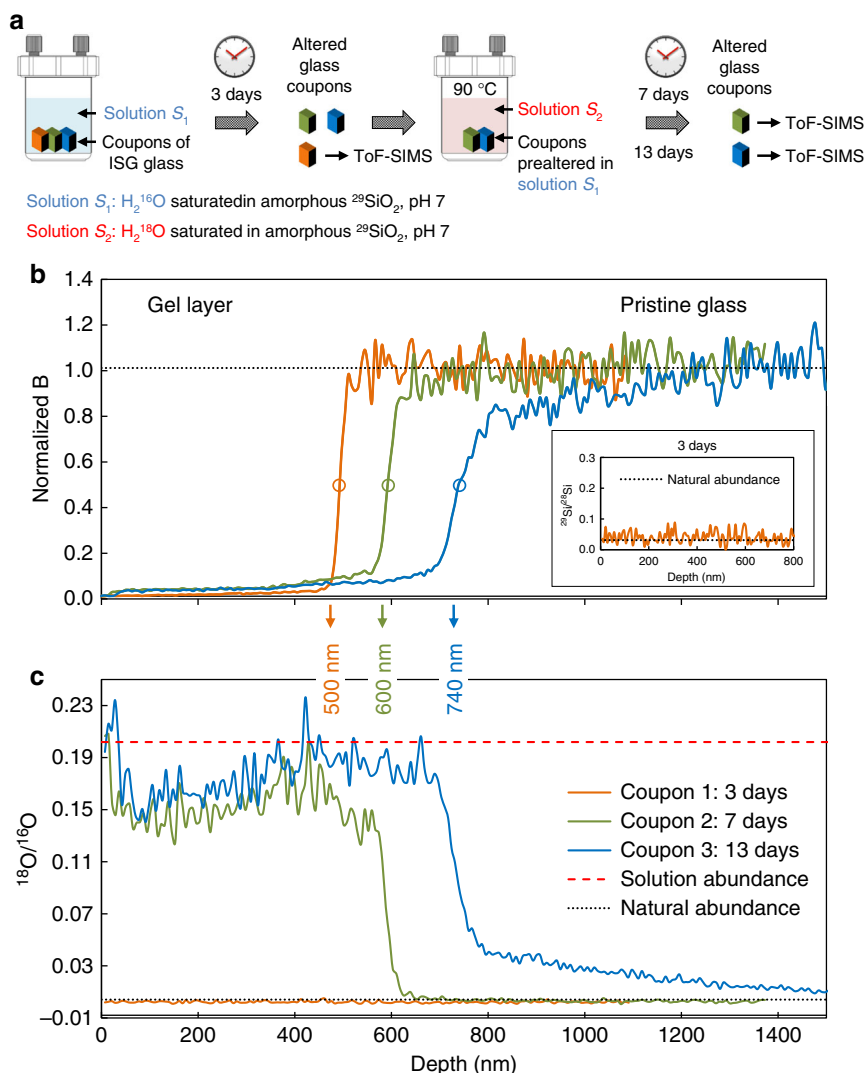 a
3 days
Altered
glass
coupons
90 °C
7 days
13 days
Altered
glass
coupons
Solution S₁
Coupons of
ISG glass
ToF-SIMS
Solution S₂
Coupons
prealtered in
solution S₁
ToF-SIMS
ToF-SIMS
Solution S₁: H₂¹⁶O saturatedin amorphous ²⁹SiO₂, pH 7
Solution S₂: H₂¹⁸O saturated in amorphous ²⁹SiO₂, pH 7
b
Gel layer
Pristine glass
Normalized B
1.4
1.2
1.0
0.8
0.6
0.4
0.2
0.0
3 days
Natural abundance
²⁹Si/²⁸Si
0.3
0.2
0.1
0.0
0 200 400 600 800
Depth (nm)
500 nm
600 nm
740 nm
c
¹⁸O/¹⁶O
0.23
0.19
0.15
0.11
0.07
0.03
−0.01
Coupon 1: 3 days
Coupon 2: 7 days
Coupon 3: 13 days
Solution abundance
Natural abundance
0 200 400 600 800 1000 1200 1400
Depth (nm)